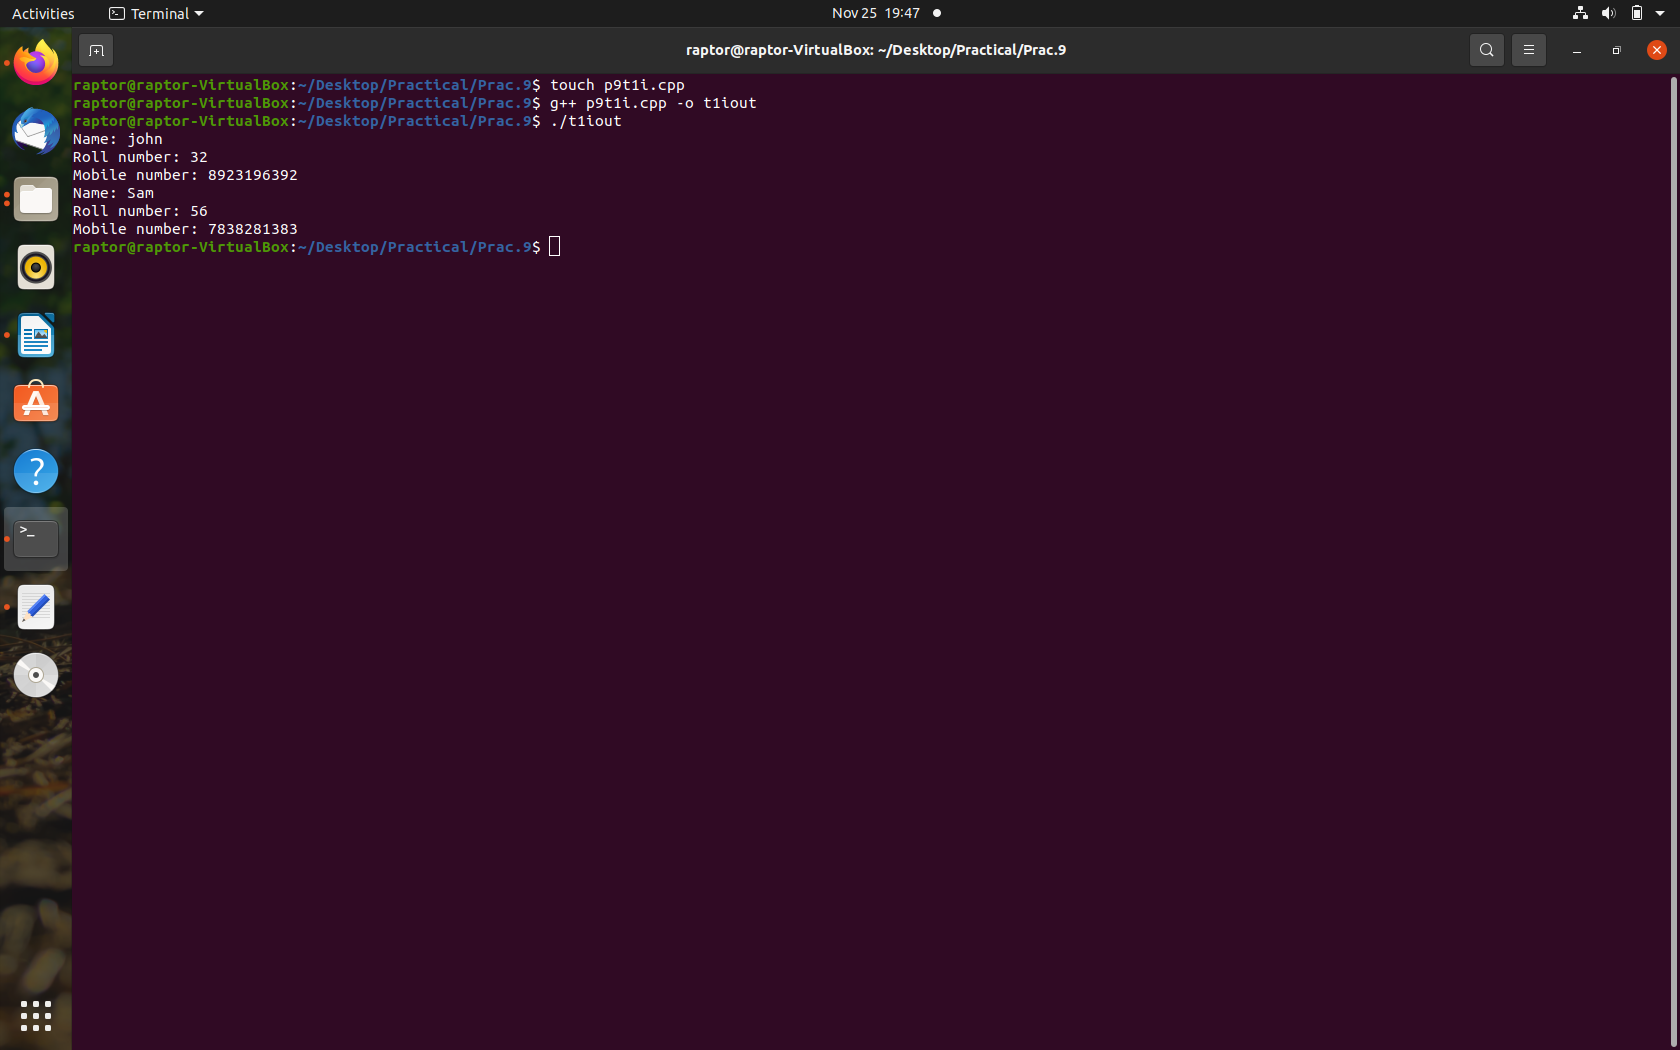 Activities
Terminal
Nov 25 19:47
raptor@raptor-VirtualBox: ~/Desktop/Practical/Prac.9
raptor@raptor-VirtualBox:~/Desktop/Practical/Prac.9$ touch p9t1i.cpp
raptor@raptor-VirtualBox:~/Desktop/Practical/Prac.9$ g++ p9t1i.cpp -o t1iout
raptor@raptor-VirtualBox:~/Desktop/Practical/Prac.9$ ./t1iout
Name: john
Roll number: 32
Mobile number: 8923196392
Name: Sam
Roll number: 56
Mobile number: 7838281383
raptor@raptor-VirtualBox:~/Desktop/Practical/Prac.9$